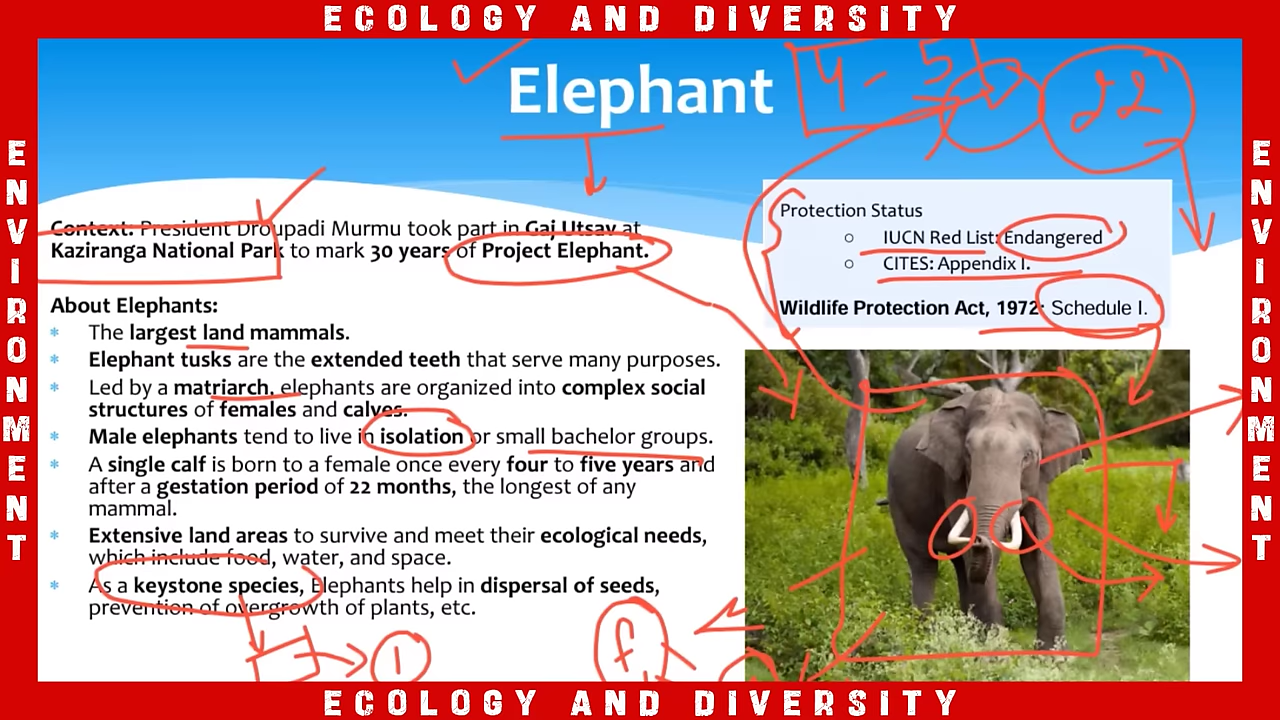 ECOLOGY AND DIVERSITY
ENVIRONMENT
ENVIRONMENT
Elephant
4-5
22
Context: President Droupadi Murmu took part in Gaj Utsav at
Kaziranga National Park to mark 30 years of Project Elephant.
Protection Status
○ IUCN Red List: Endangered
○ CITES: Appendix I.
Wildlife Protection Act, 1972: Schedule I.
About Elephants:
* The largest land mammals.
* Elephant tusks are the extended teeth that serve many purposes.
* Led by a matriarch, elephants are organized into complex social
structures of females and calves.
* Male elephants tend to live in isolation or small bachelor groups.
* A single calf is born to a female once every four to five years and
after a gestation period of 22 months, the longest of any
mammal.
* Extensive land areas to survive and meet their ecological needs,
which include food, water, and space.
* As a keystone species, Elephants help in dispersal of seeds,
prevention of overgrowth of plants, etc.
1
f
ECOLOGY AND DIVERSITY